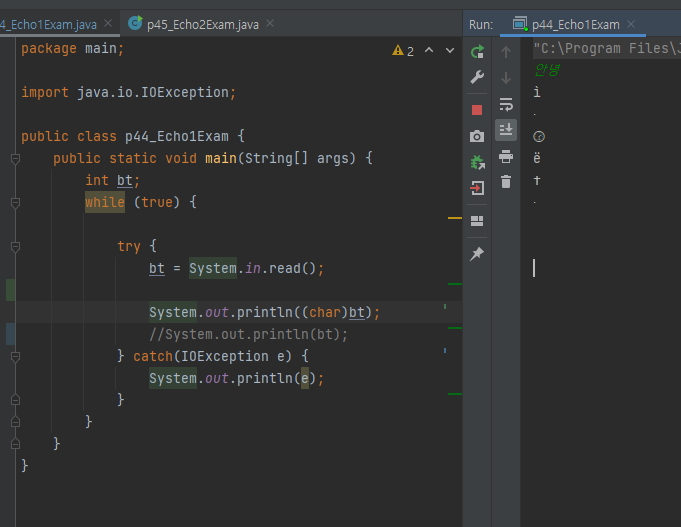 4_Echo1Exam.java × p45_Echo2Exam.java ×
Run: p44_Echo1Exam ×
package main;
2
import java.io.IOException;
public class p44_Echo1Exam {
public static void main(String[] args) {
int bt;
while (true) {
try {
bt = System.in.read();
System.out.println((char)bt);
//System.out.println(bt);
} catch(IOException e) {
System.out.println(e);
}
}
}
}
"C:\Program Files\J
안녕
ì
ë